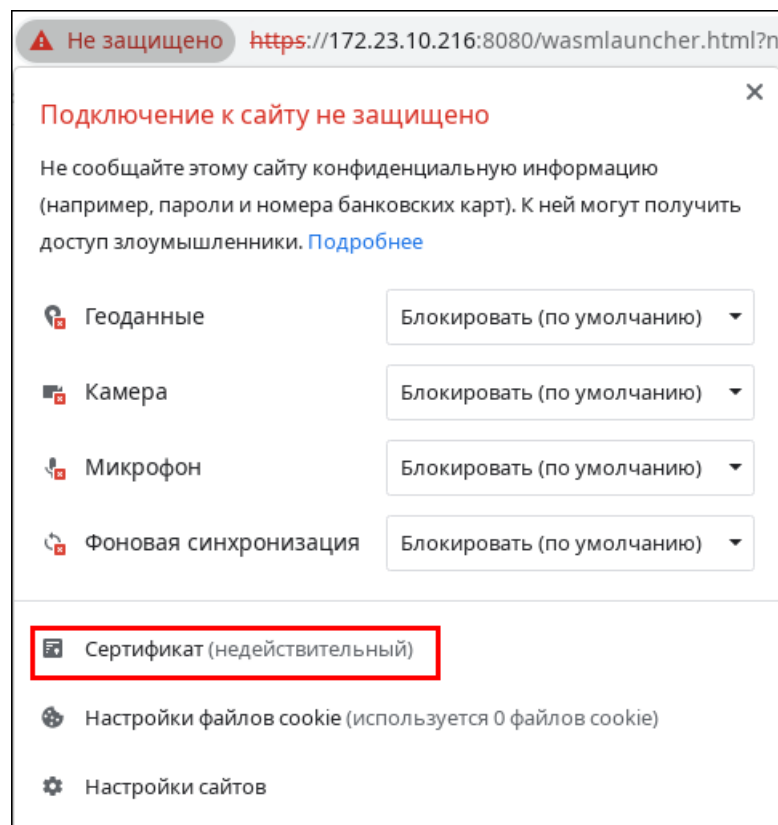 Не защищено https://172.23.10.216:8080/wasmlauncher.html?n
Подключение к сайту не защищено
Не сообщайте этому сайту конфиденциальную информацию
(например, пароли и номера банковских карт). К ней могут получить
доступ злоумышленники. Подробнее
Геоданные Блокировать (по умолчанию)
Камера Блокировать (по умолчанию)
Микрофон Блокировать (по умолчанию)
Фоновая синхронизация Блокировать (по умолчанию)
Сертификат (недействительный)
Настройки файлов cookie (используется 0 файлов cookie)
Настройки сайтов